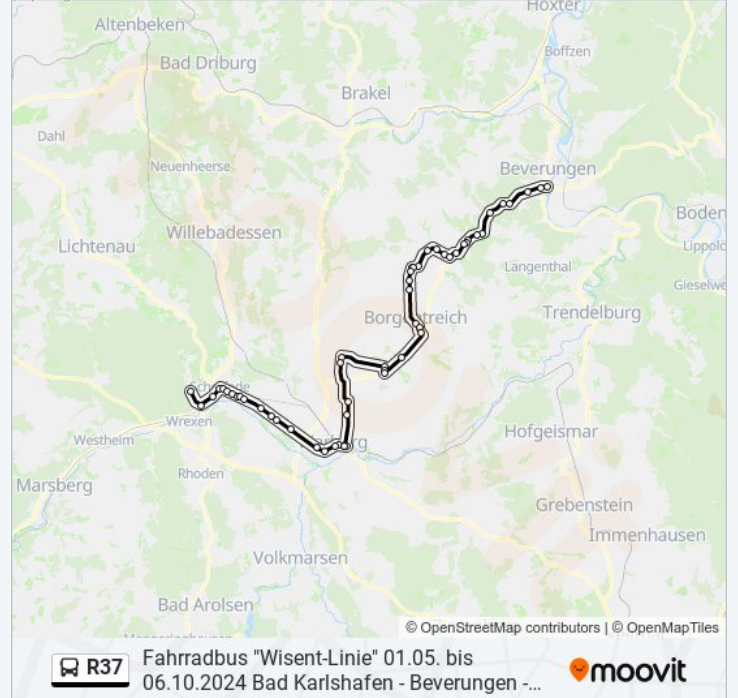 Höxter
Altenbeken
Boffzen
Bad Driburg
Brakel
Dahl
Neuenheerse
Beverungen
Willebadessen
Boden
Lichtenau
Lippold
Langenthal
Gieselwe
Borgentreich
Trendelburg
Wrexen
Westheim
Hofgeismar
Rhoden
Marsberg
Grebenstein
Immenhausen
Volkmarsen
Bad Arolsen
© OpenStreetMap contributors | © OpenMapTiles
R37
Fahrradbus "Wisent-Linie" 01.05. bis
06.10.2024 Bad Karlshafen - Beverungen -...
moovit